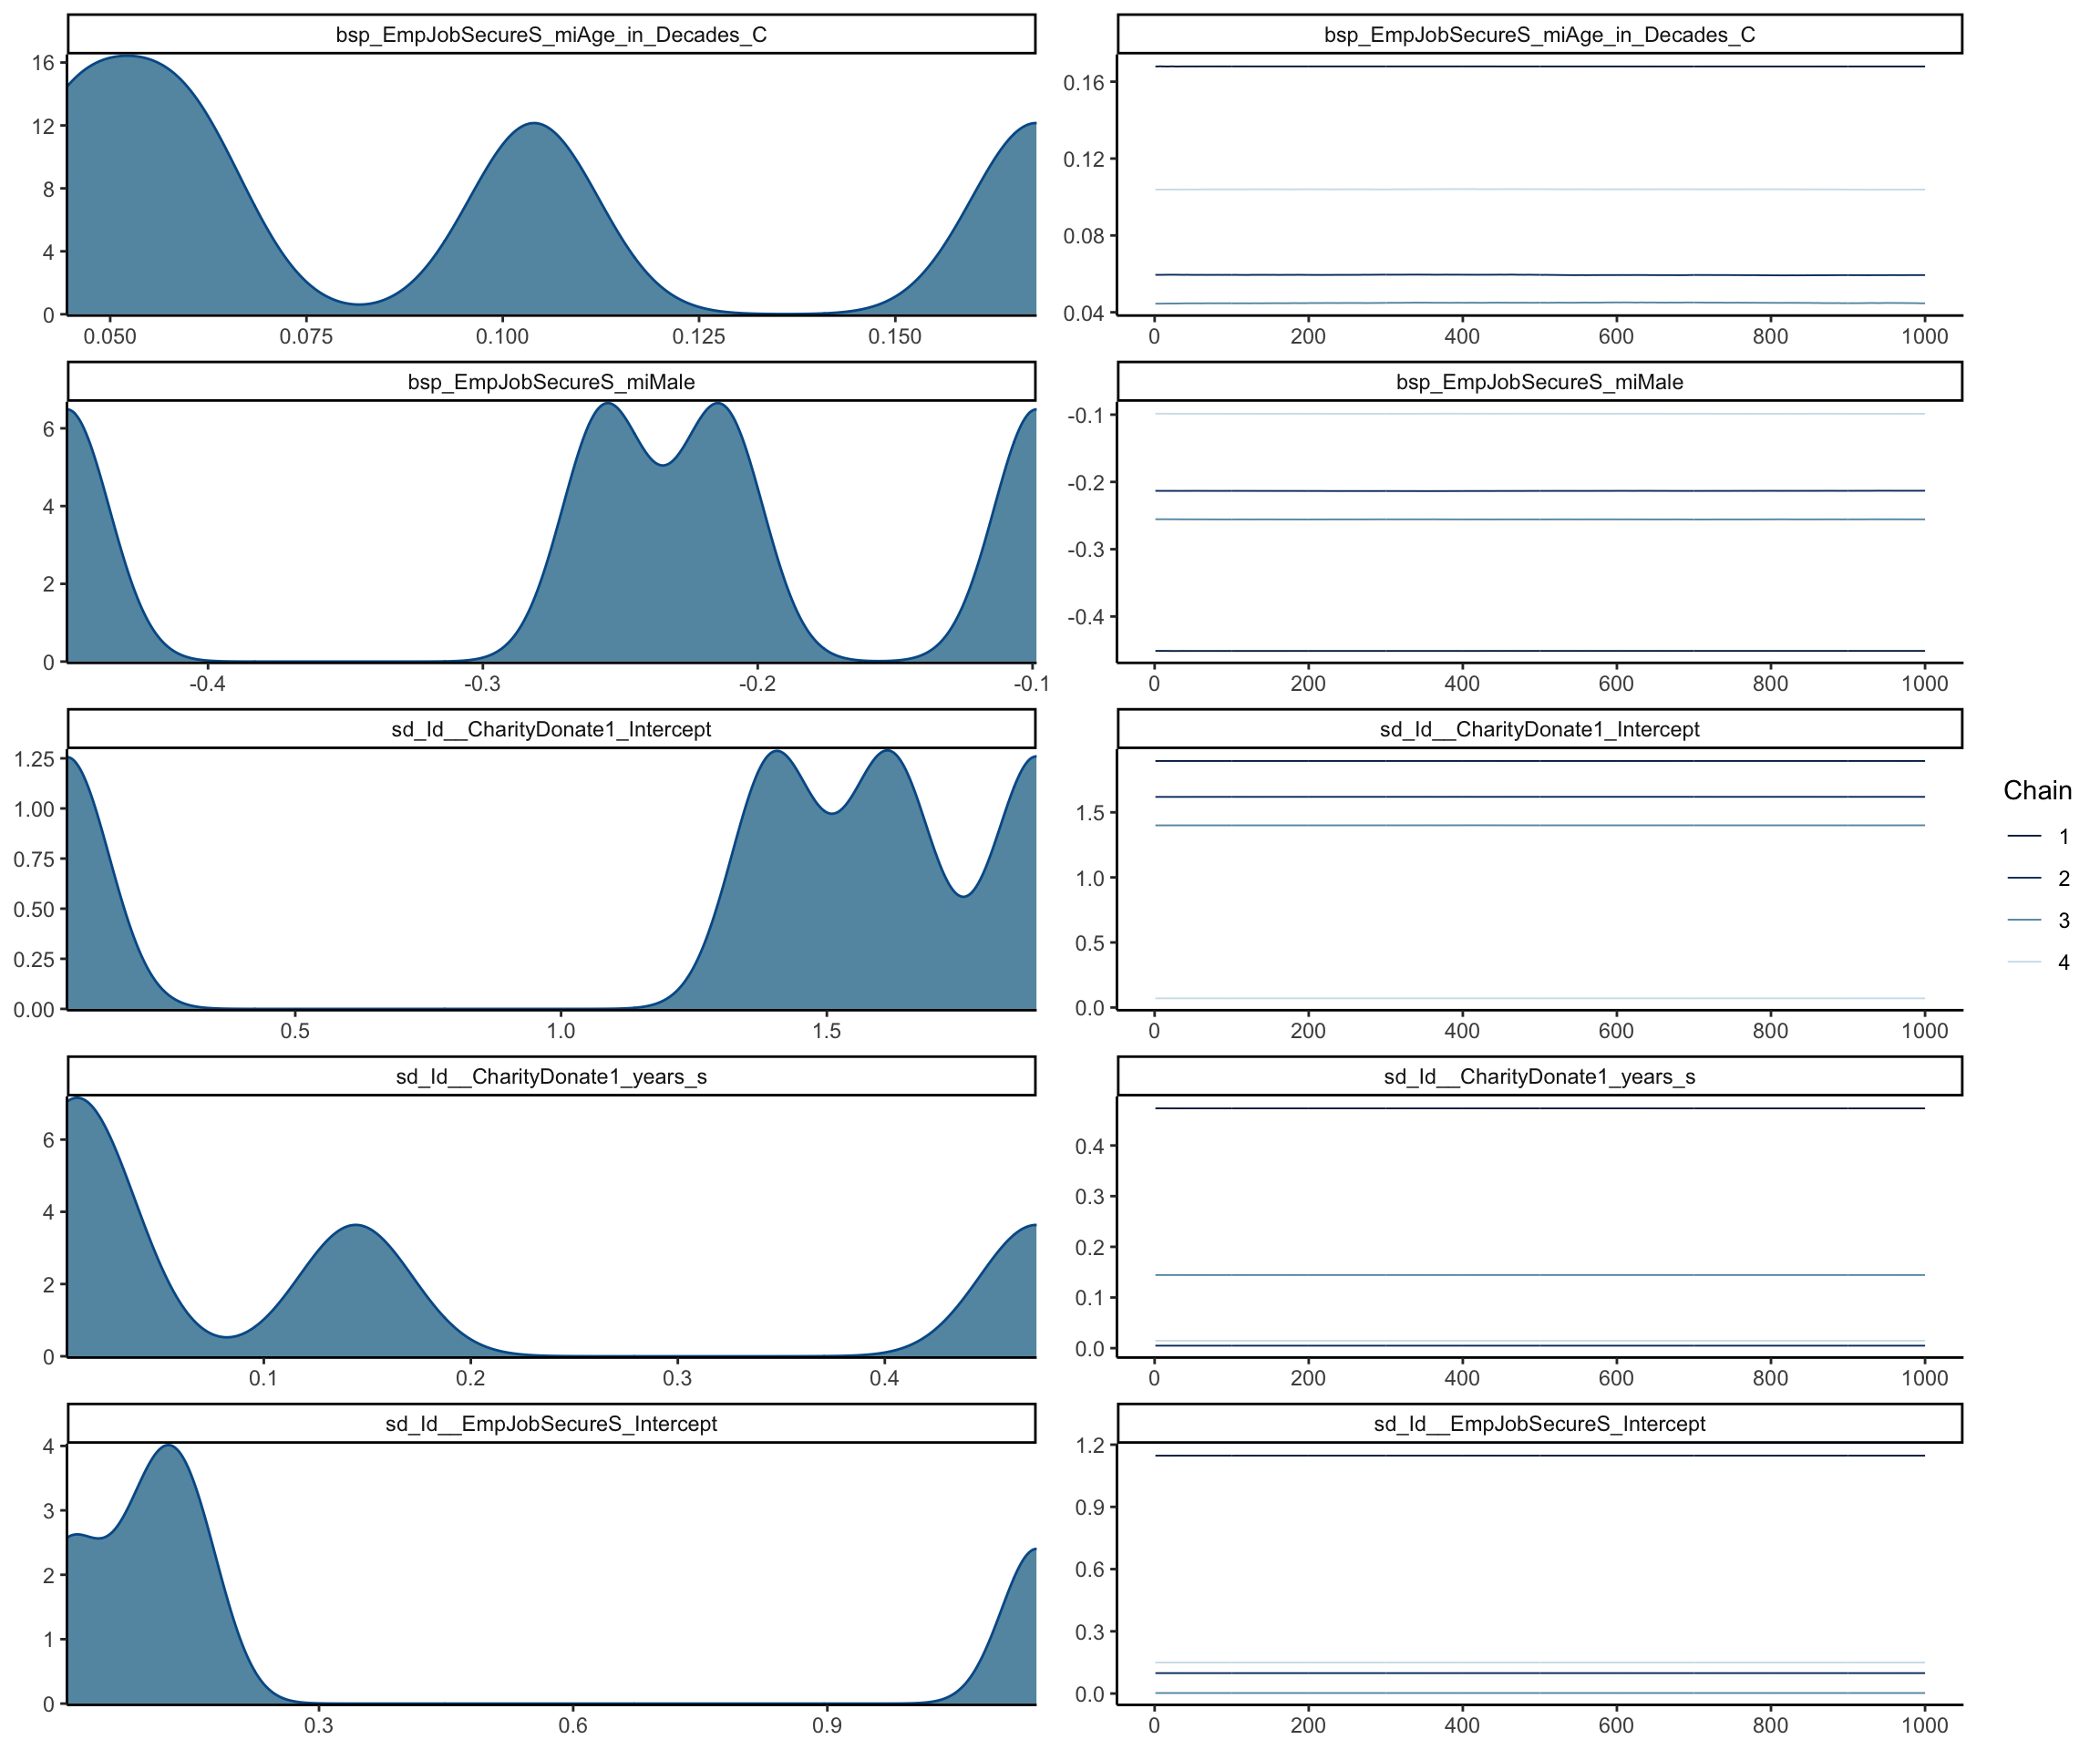 bsp_EmpJobSecureS_miAge_in_Decades_C
16
12
8
4
0
0.050 0.075 0.100 0.125 0.150
bsp_EmpJobSecureS_miAge_in_Decades_C
0.16
0.12
0.08
0.04
0 200 400 600 800 1000
bsp_EmpJobSecureS_miMale
6
4
2
0
-0.4 -0.3 -0.2 -0.1
bsp_EmpJobSecureS_miMale
-0.1
-0.2
-0.3
-0.4
0 200 400 600 800 1000
sd_Id__CharityDonate1_Intercept
1.25
1.00
0.75
0.50
0.25
0.00
0.5 1.0 1.5
sd_Id__CharityDonate1_Intercept
1.5
1.0
0.5
0.0
0 200 400 600 800 1000
sd_Id__CharityDonate1_years_s
6
4
2
0
0.1 0.2 0.3 0.4
sd_Id__CharityDonate1_years_s
0.4
0.3
0.2
0.1
0.0
0 200 400 600 800 1000
sd_Id__EmpJobSecureS_Intercept
4
3
2
1
0
0.3 0.6 0.9
sd_Id__EmpJobSecureS_Intercept
1.2
0.9
0.6
0.3
0.0
0 200 400 600 800 1000
Chain
1
2
3
4